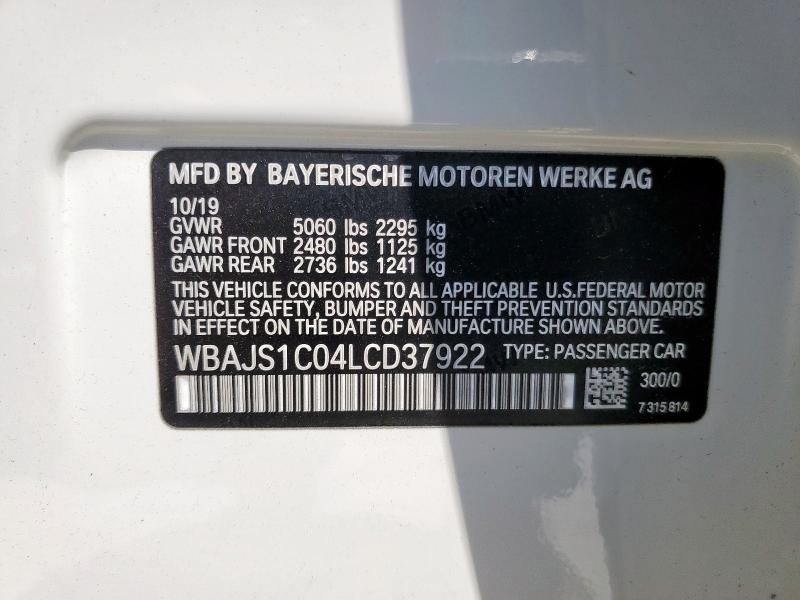 MFD BY BAYERISCHE MOTOREN WERKE AG
10/19
GVWR 5060 lbs 2295 kg
GAWR FRONT 2480 lbs 1125 kg
GAWR REAR 2736 lbs 1241 kg
THIS VEHICLE CONFORMS TO ALL APPLICABLE U.S.FEDERAL MOTOR
VEHICLE SAFETY, BUMPER AND THEFT PREVENTION STANDARDS
IN EFFECT ON THE DATE OF MANUFACTURE SHOWN ABOVE.
WBAJS1C04LCD37922 TYPE: PASSENGER CAR
300/0
7 315 814